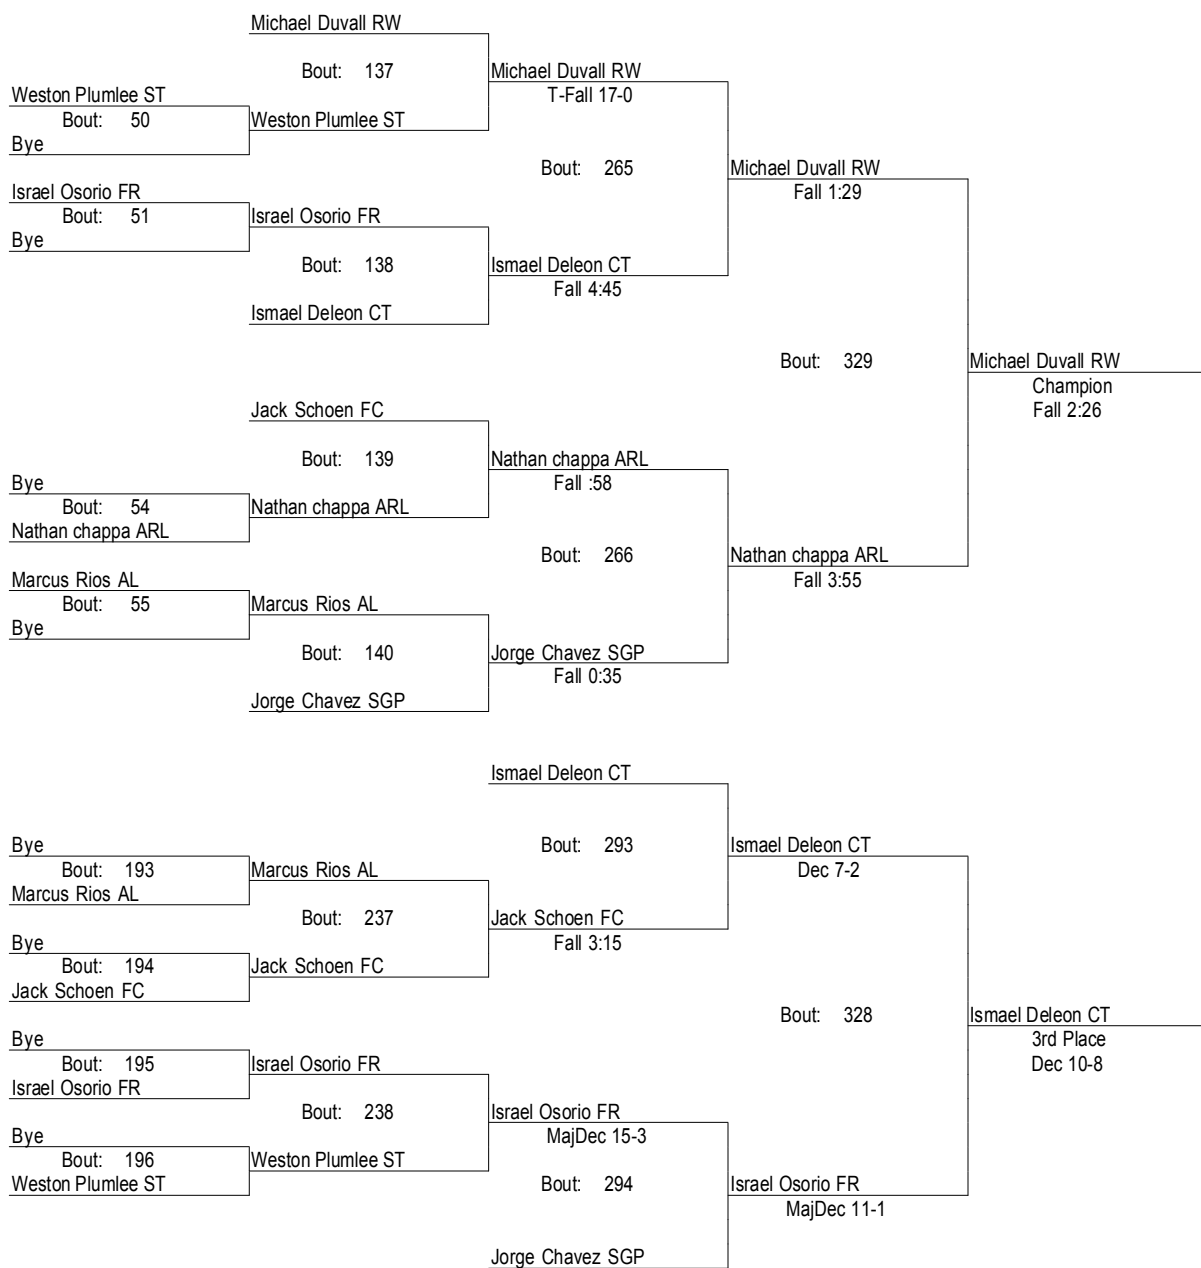 Michael Duvall RW
Bout: 137
Michael Duvall RW
Weston Plumlee ST
T-Fall 17-0
Bout: 50
Weston Plumlee ST
Bye
Bout: 265
Michael Duvall RW
Israel Osorio FR
Fall 1:29
Bout: 51
Israel Osorio FR
Bye
Bout: 138
Ismael Deleon CT
Fall 4:45
Ismael Deleon CT
Bout: 329
Michael Duvall RW
Champion
Jack Schoen FC
Fall 2:26
Bout: 139
Nathan chappa ARL
Bye
Fall :58
Bout: 54
Nathan chappa ARL
Nathan chappa ARL
Bout: 266
Nathan chappa ARL
Marcus Rios AL
Fall 3:55
Bout: 55
Marcus Rios AL
Bye
Bout: 140
Jorge Chavez SGP
Fall 0:35
Jorge Chavez SGP
Ismael Deleon CT
Bye
Bout: 293
Ismael Deleon CT
Bout: 193
Marcus Rios AL
Dec 7-2
Marcus Rios AL
Bout: 237
Jack Schoen FC
Bye
Fall 3:15
Bout: 194
Jack Schoen FC
Jack Schoen FC
Bout: 328
Ismael Deleon CT
Bye
3rd Place
Bout: 195
Israel Osorio FR
Dec 10-8
Israel Osorio FR
Bout: 238
Israel Osorio FR
Bye
MajDec 15-3
Bout: 196
Weston Plumlee ST
Weston Plumlee ST
Bout: 294
Israel Osorio FR
MajDec 11-1
Jorge Chavez SGP